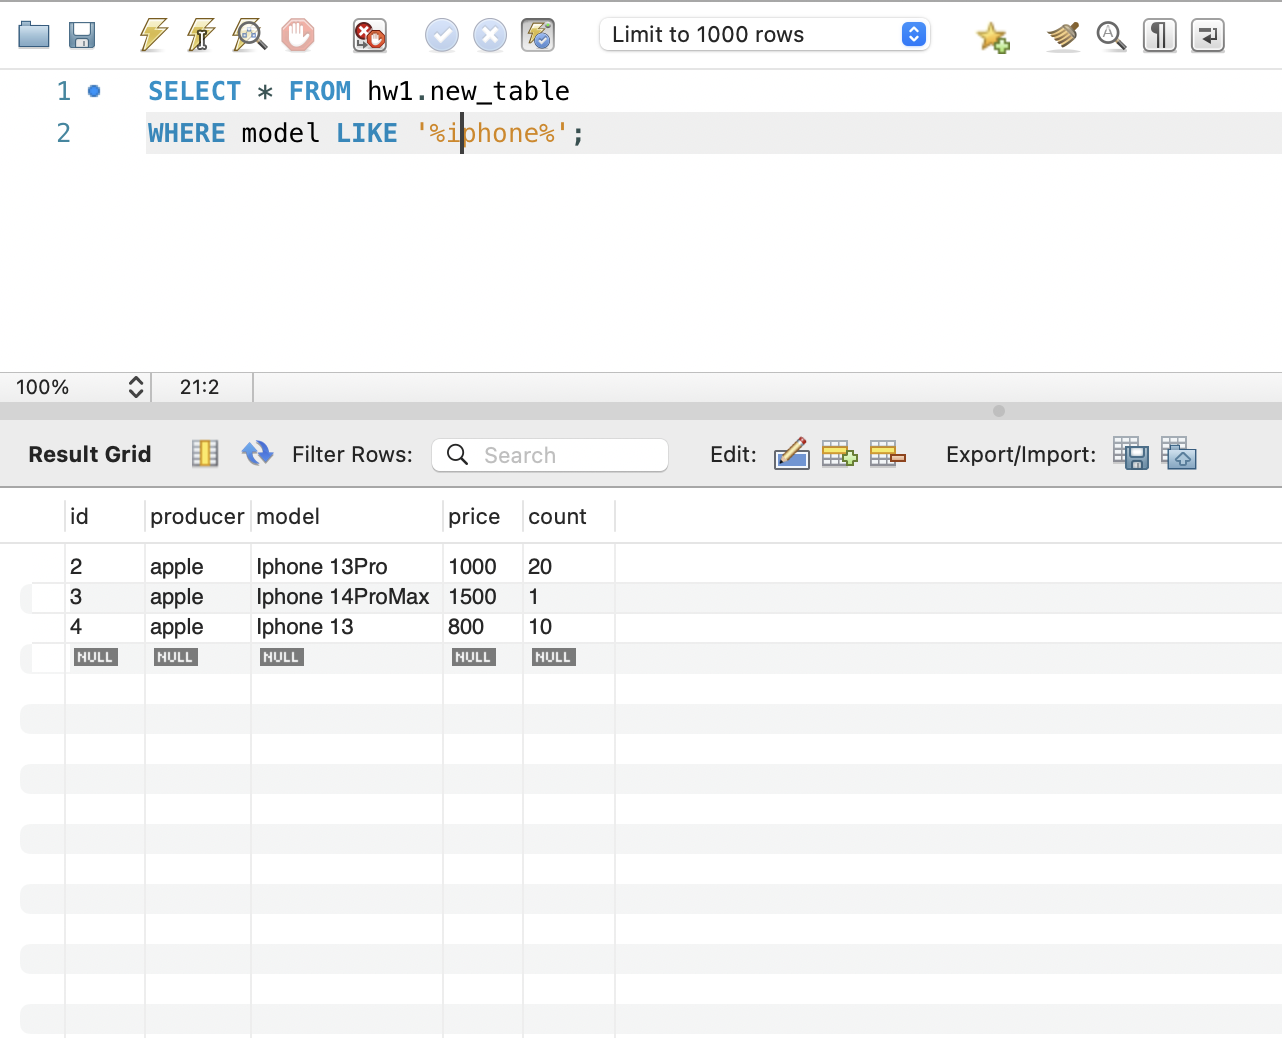 Limit to 1000 rows
1 SELECT * FROM hw1.new_table
2 WHERE model LIKE '%iphone%';
100% 21:2
Result Grid Filter Rows: Search Edit: Export/Import:
id producer model price count
2 apple Iphone 13Pro 1000 20
3 apple Iphone 14ProMax 1500 1
4 apple Iphone 13 800 10
NULL NULL NULL NULL NULL